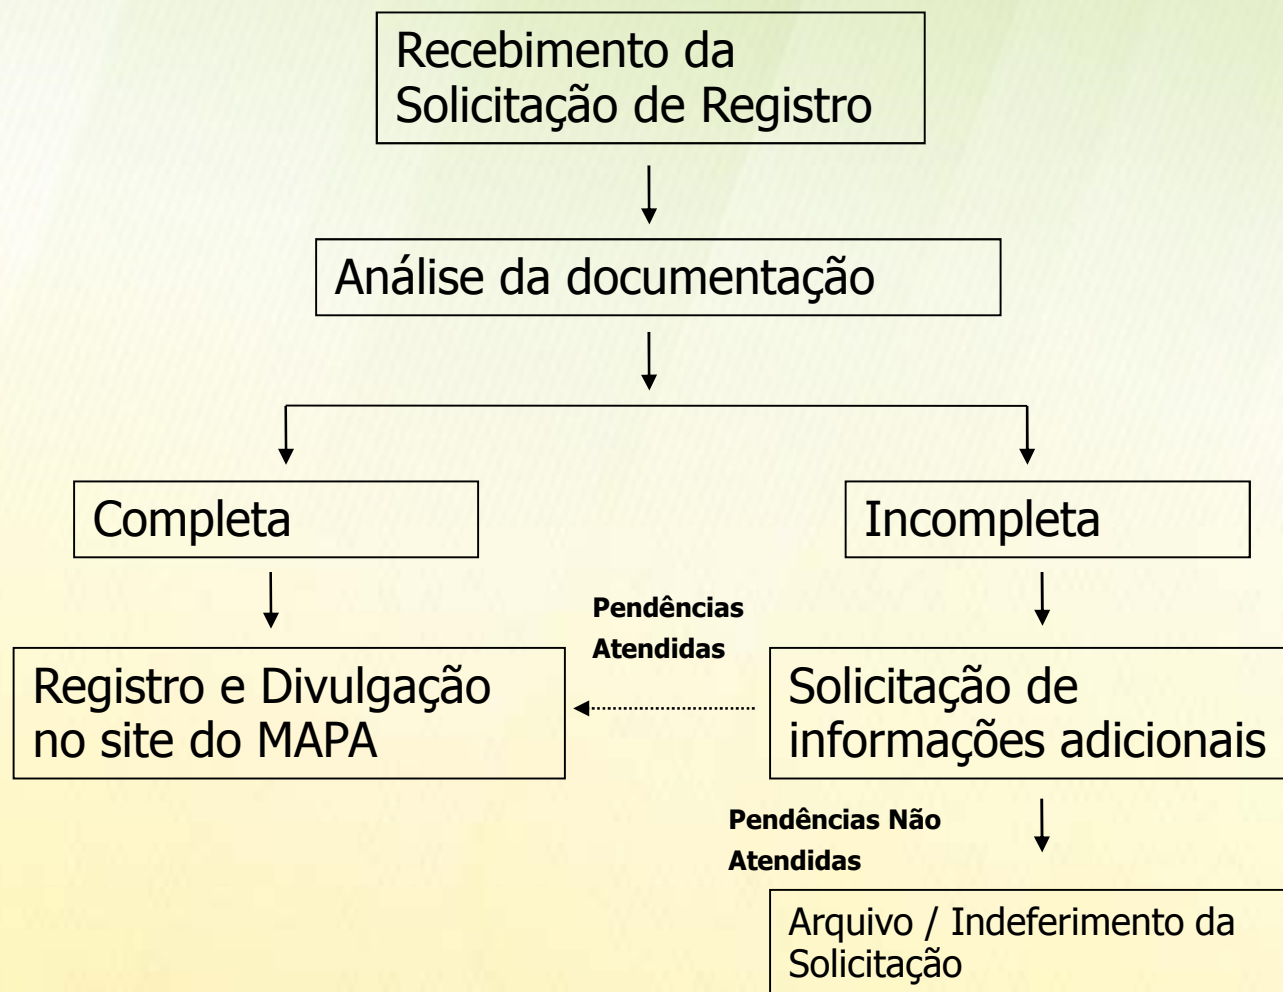 Recebimento da
Solicitação de Registro
Análise da documentação
Completa
Incompleta
Pendências
Atendidas
Registro e Divulgação
no site do MAPA
Solicitação de
informações adicionais
Pendências Não
Atendidas
Arquivo / Indeferimento da
Solicitação